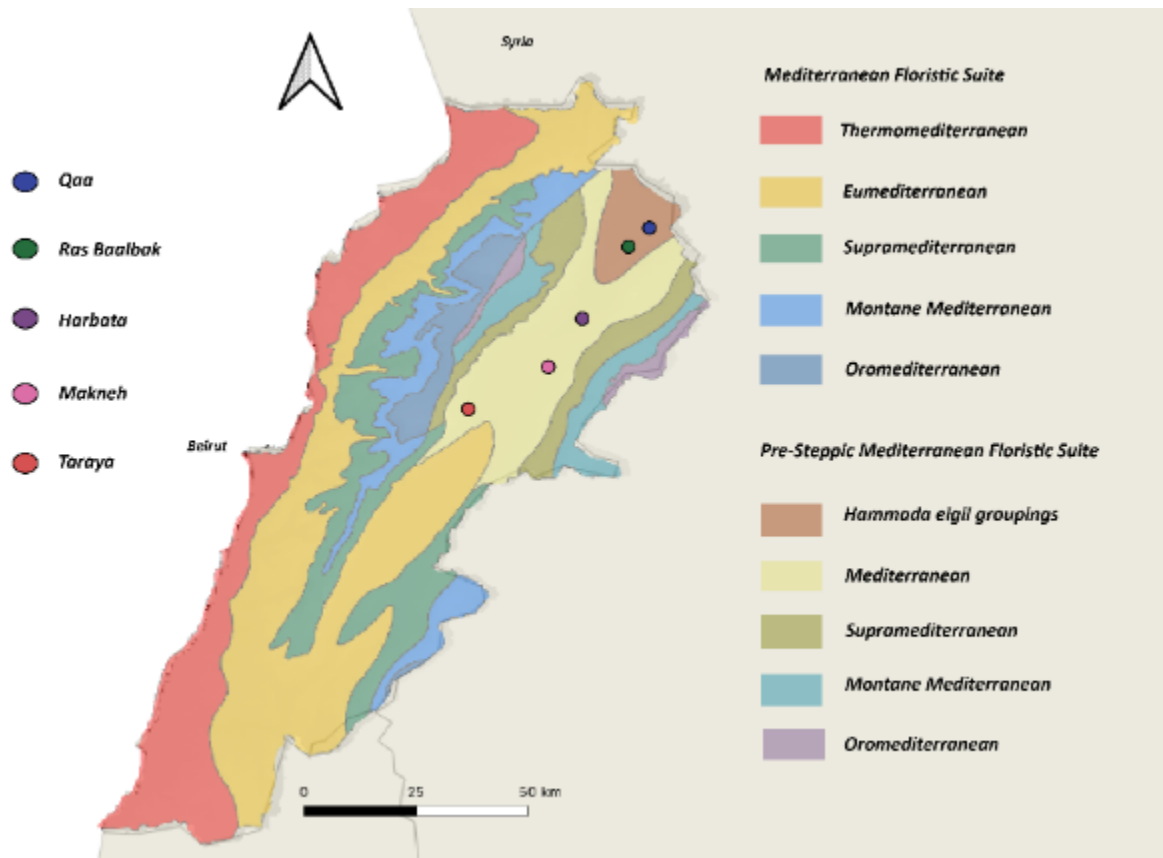 Syria
Qaa
Ras Baalbak
Harbata
Makneh
Taraya
Beirut
0 25 50 km
Mediterranean Floristic Suite
Thermomediterranean
Eumediterranean
Supramediterranean
Montane Mediterranean
Oromediterranean
Pre-Steppic Mediterranean Floristic Suite
Hammada eigil groupings
Mediterranean
Supramediterranean
Montane Mediterranean
Oromediterranean